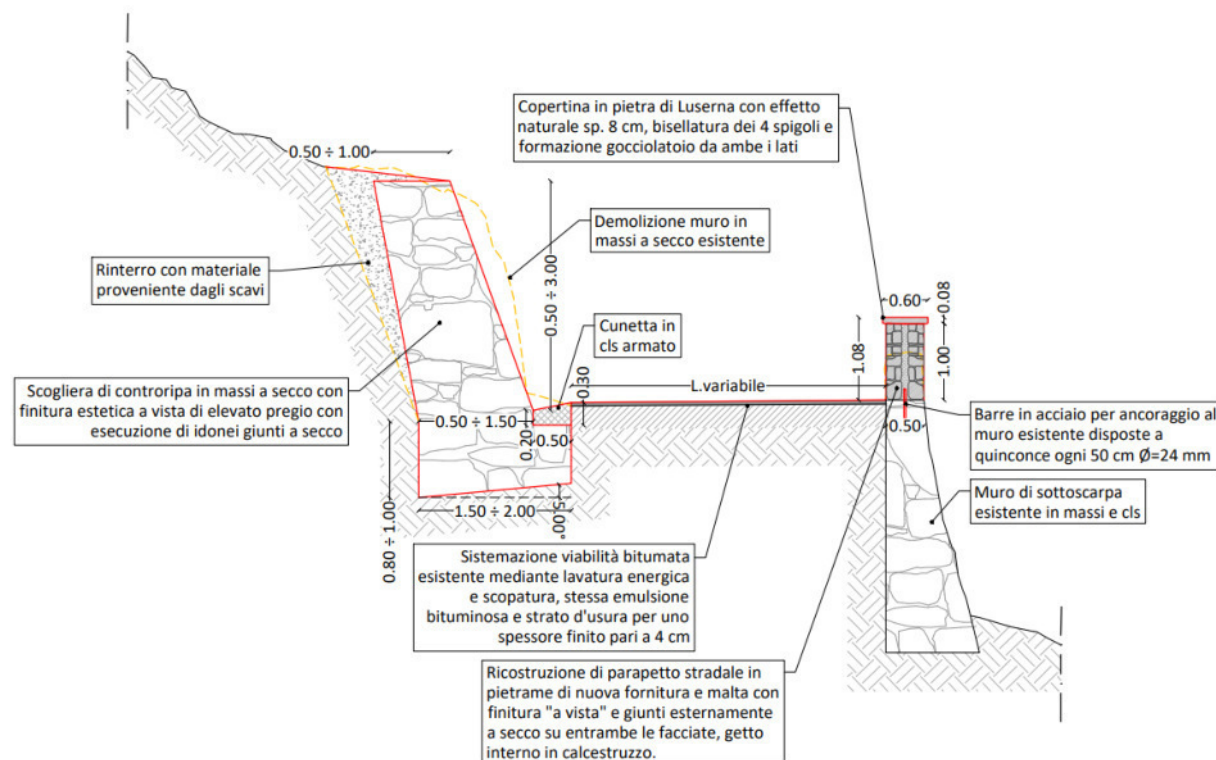 Copertina in pietra di Luserna con effetto
naturale sp. 8 cm, bisellatura dei 4 spigoli e
formazione gocciolatoio da ambe i lati
0.50 ÷ 1.00
Demolizione muro in
massi a secco esistente
Rinterro con materiale
proveniente dagli scavi
0.50 ÷ 3.00
0.60
0.08
Cunetta in
cls armato
1.08
1.00
Scogliera di controripa in massi a secco con
finitura estetica a vista di elevato pregio con
esecuzione di idonei giunti a secco
0.30
L.variabile
0.50 ÷ 1.50
0.20
0.50
0.50
Barre in acciaio per ancoraggio al
muro esistente disposte a
quinconce ogni 50 cm Ø=24 mm
Muro di sottoscarpa
esistente in massi e cls
1.50 ÷ 2.00
5.00°
0.80 ÷ 1.00
Sistemazione viabilità bitumata
esistente mediante lavatura energica
e scopatura, stessa emulsione
bituminosa e strato d'usura per uno
spessore finito pari a 4 cm
Ricostruzione di parapetto stradale in
pietrame di nuova fornitura e malta con
finitura "a vista" e giunti esternamente
a secco su entrambe le facciate, getto
interno in calcestruzzo.